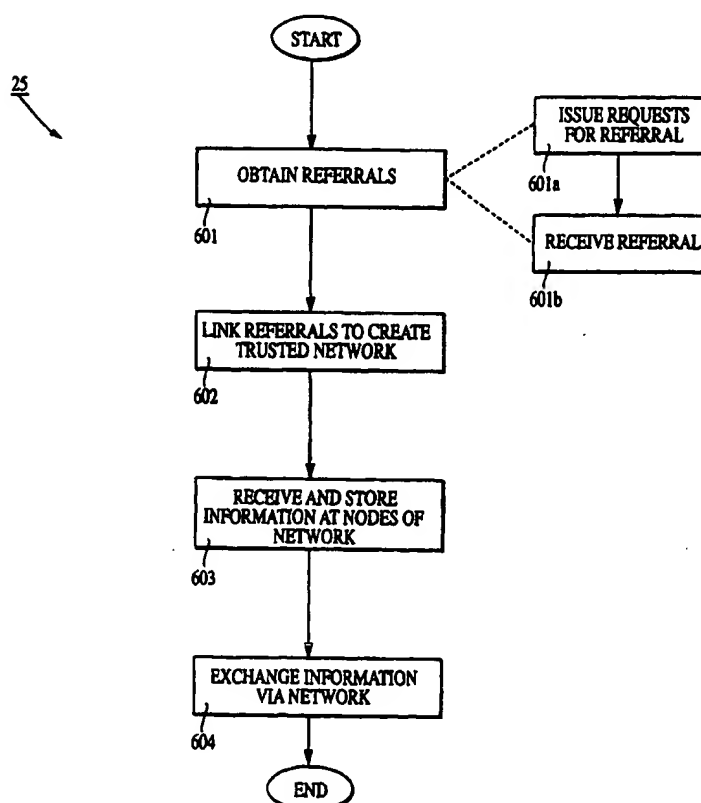 START
25
ISSUE REQUESTS
FOR REFERRAL
601a
OBTAIN REFERRALS
601
RECEIVE REFERRAL
601b
LINK REFERRALS TO CREATE
TRUSTED NETWORK
602
RECEIVE AND STORE
INFORMATION AT NODES OF
NETWORK
603
EXCHANGE INFORMATION
VIA NETWORK
604
END